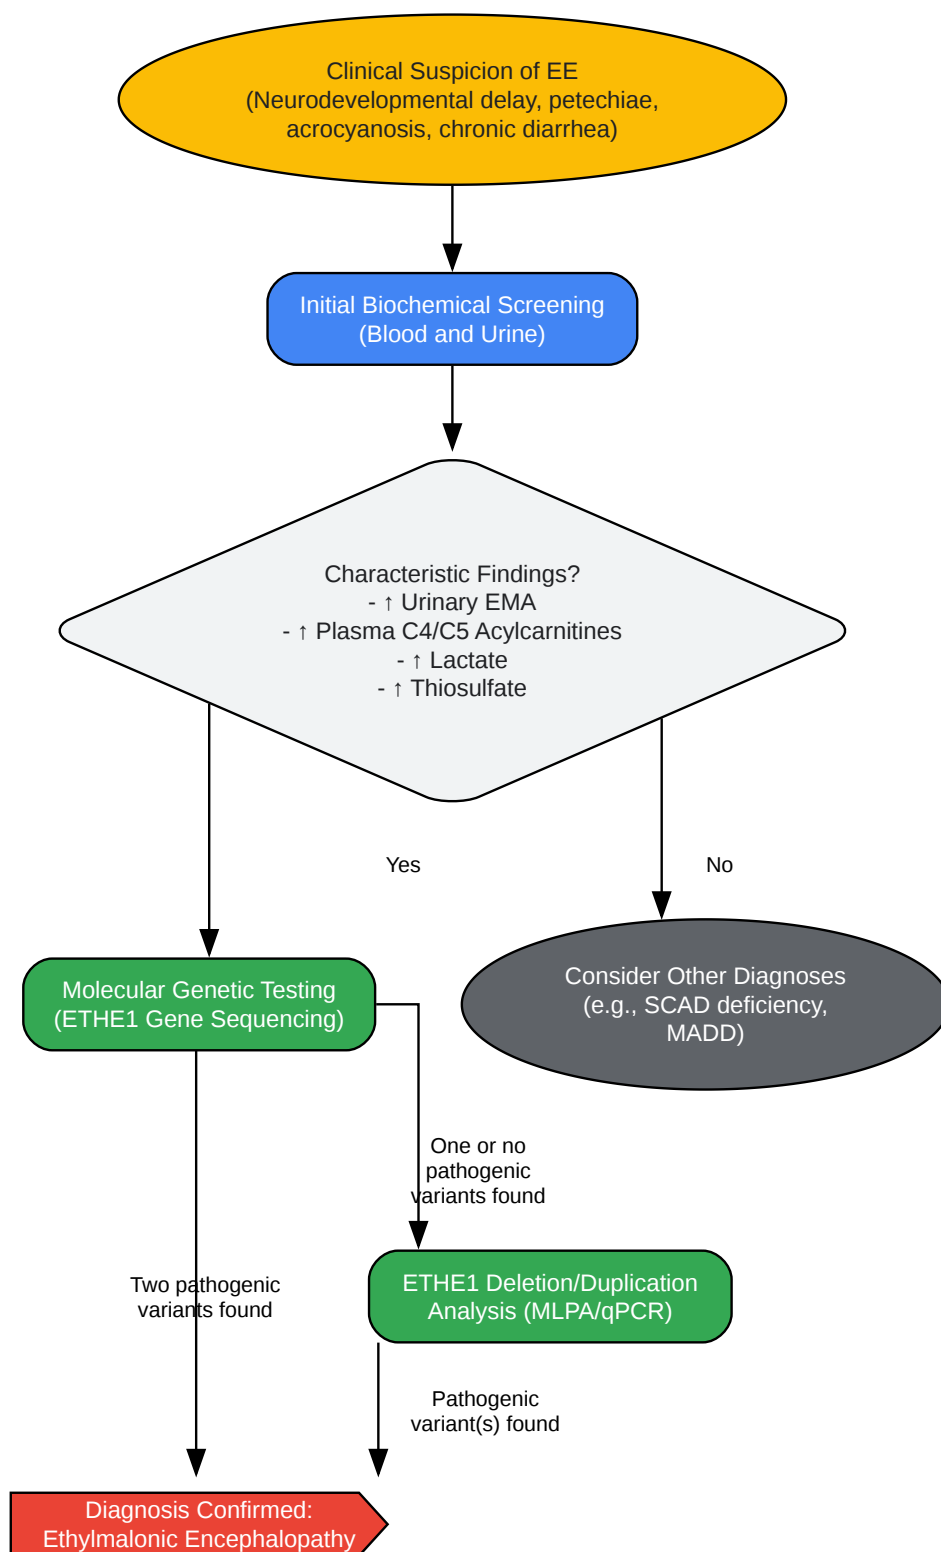 Clinical Suspicion of EE
(Neurodevelopmental delay, petechiae,
acrocyanosis, chronic diarrhea)
Initial Biochemical Screening
(Blood and Urine)
Characteristic Findings?
- ↑ Urinary EMA
- ↑ Plasma C4/C5 Acylcarnitines
- ↑ Lactate
- ↑ Thiosulfate
Yes
No
Molecular Genetic Testing
(ETHE1 Gene Sequencing)
Consider Other Diagnoses
(e.g., SCAD deficiency,
MADD)
One or no
pathogenic
variants found
Two pathogenic
variants found
ETHE1 Deletion/Duplication
Analysis (MLPA/qPCR)
Pathogenic
variant(s) found
Diagnosis Confirmed:
Ethylmalonic Encephalopathy